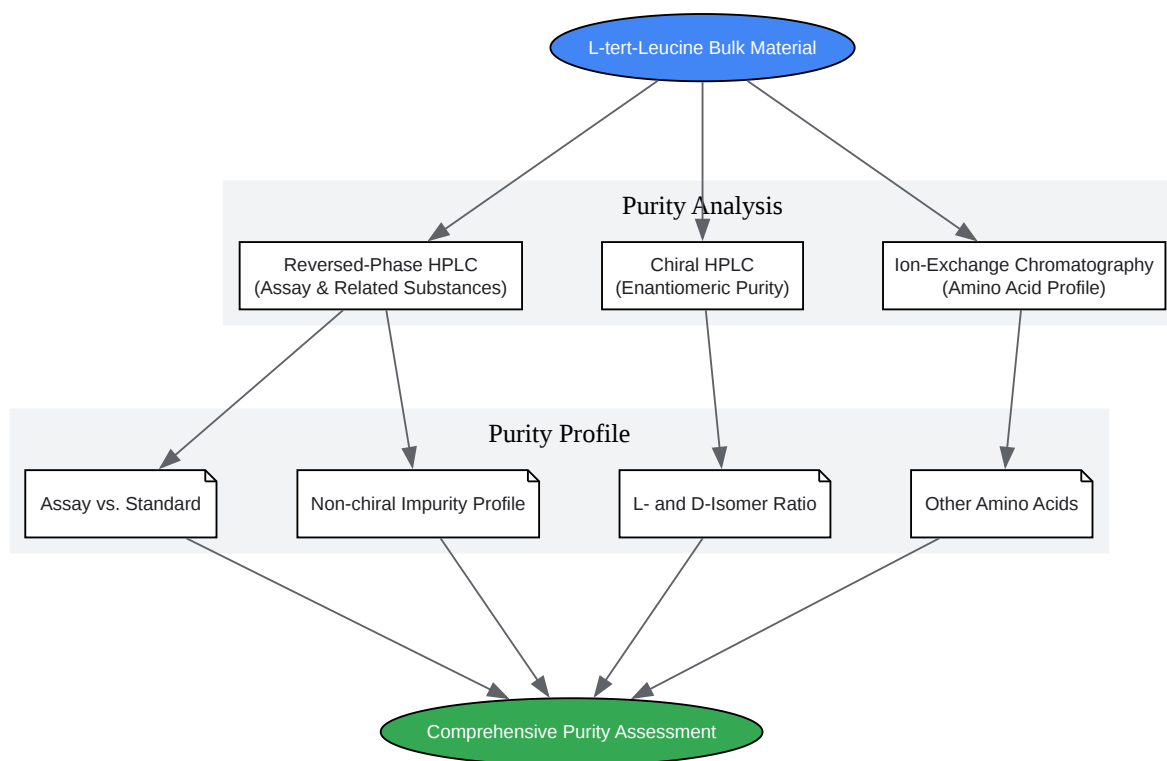 L-tert-Leucine Bulk Material
Purity Analysis
Reversed-Phase HPLC
(Assay & Related Substances)
Chiral HPLC
(Enantiomeric Purity)
Ion-Exchange Chromatography
(Amino Acid Profile)
Purity Profile
Assay vs. Standard
Non-chiral Impurity Profile
L- and D-Isomer Ratio
Other Amino Acids
Comprehensive Purity Assessment